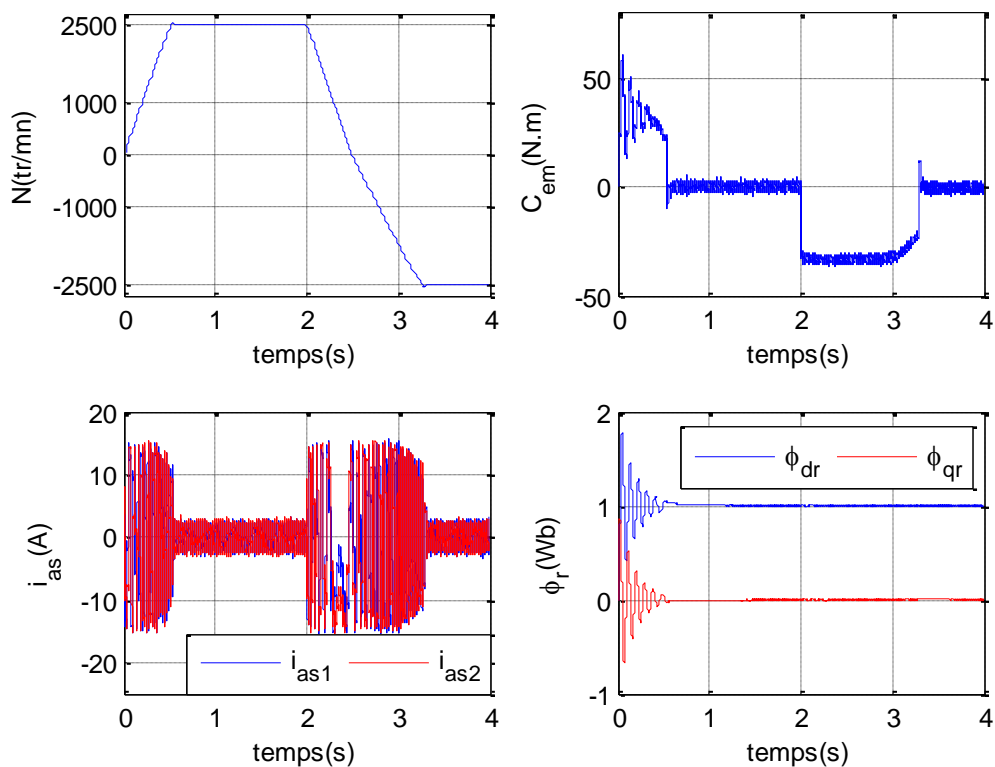 N(tr/mn)
2500
1000
0
-1000
-2500
0 1 2 3 4
temps(s)
C_em(N.m)
50
0
-50
0 1 2 3 4
temps(s)
i_as(A)
20
10
0
-10
-20
i_as1 i_as2
0 1 2 3 4
temps(s)
ϕ_r(Wb)
2
1
0
-1
ϕ_dr ϕ_qr
0 1 2 3 4
temps(s)